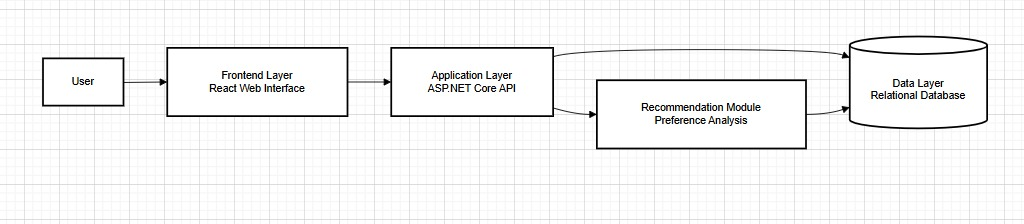 User
Frontend Layer
React Web Interface
Application Layer
ASP.NET Core API
Recommendation Module
Preference Analysis
Data Layer
Relational Database